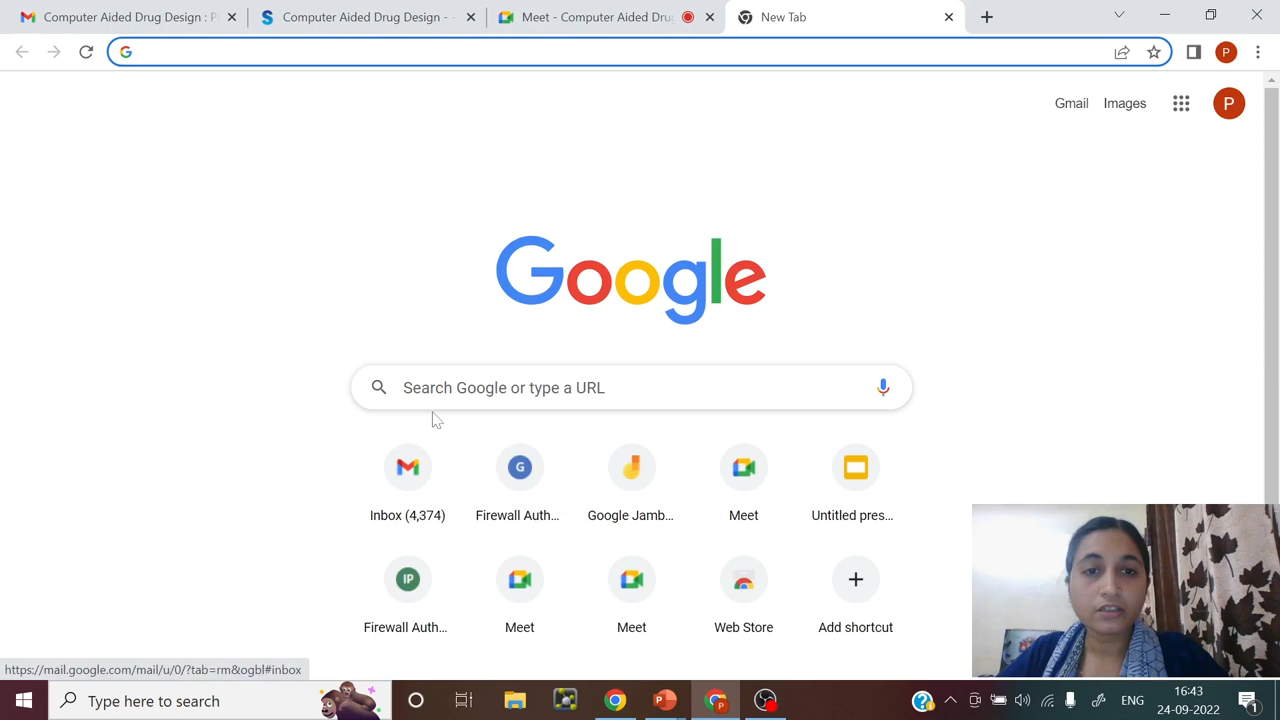 Computer Aided Drug Design : P
Computer Aided Drug Design -
Meet - Computer Aided Dru
New Tab
Gmail
Images
P
P
Google
Search Google or type a URL
Inbox (4,374)
G
Firewall Auth...
Google Jamb...
Meet
Untitled pres...
IP
Firewall Auth...
Meet
Meet
Web Store
Add shortcut
https://mail.google.com/mail/u/0/?tab=rm&ogbl#inbox
Type here to search
ENG
16:43
24-09-2022
1